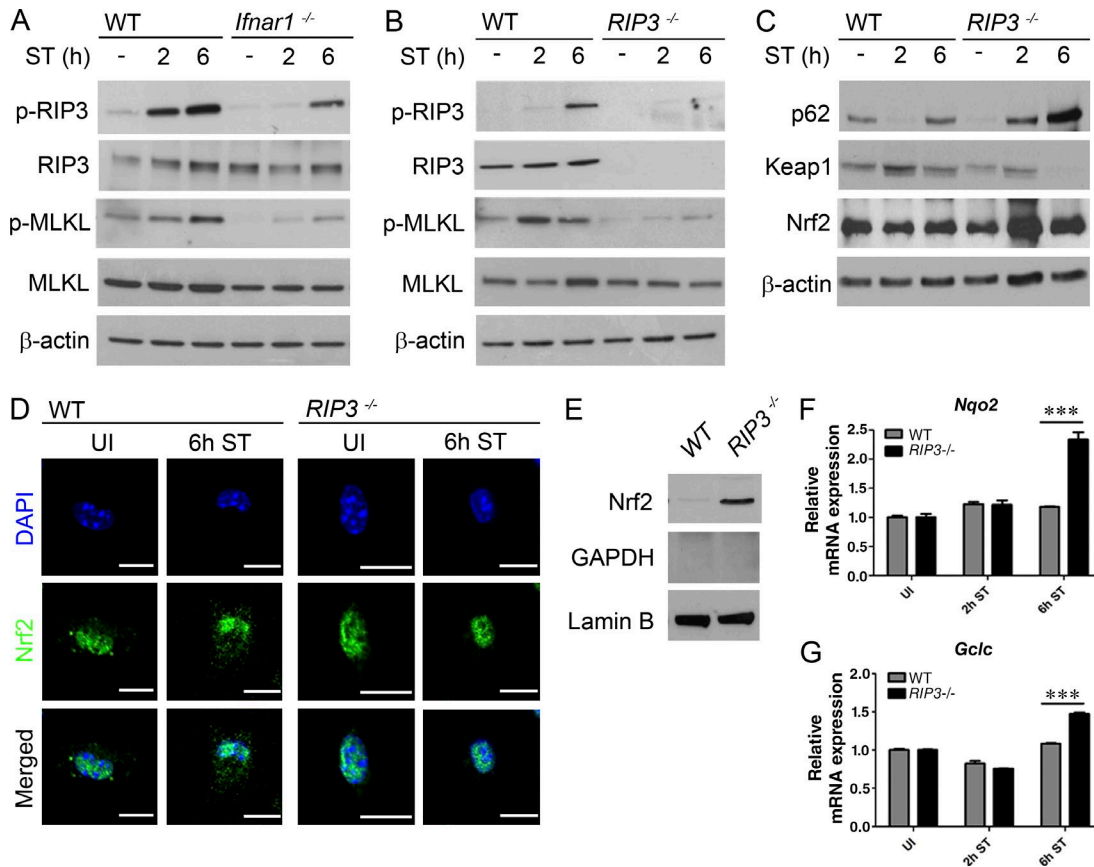 A
WT
Ifnar1 -/-
ST (h)
- 2 6 - 2 6
p-RIP3
RIP3
p-MLKL
MLKL
β-actin
B
WT
RIP3 -/-
ST (h)
- 2 6 - 2 6
p-RIP3
RIP3
p-MLKL
MLKL
β-actin
C
WT
RIP3 -/-
ST (h)
- 2 6 - 2 6
p62
Keap1
Nrf2
β-actin
D
WT
RIP3 -/-
UI 6h ST UI 6h ST
DAPI
Nrf2
Merged
E
WT RIP3 -/-
Nrf2
GAPDH
Lamin B
F
Nqo2
WT
RIP3-/-
***
Relative
mRNA expression
2.5
2.0
1.5
1.0
0.5
0.0
UI 2h ST 6h ST
G
Gclc
WT
RIP3-/-
***
Relative
mRNA expression
2.0
1.5
1.0
0.5
0.0
UI 2h ST 6h ST